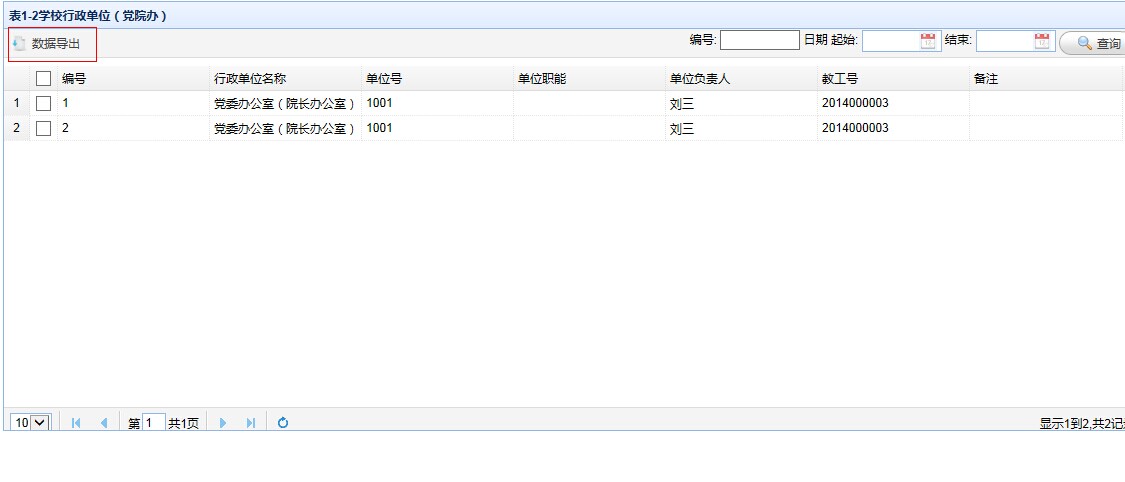 表1-2学校行政单位（党院办）
数据导出 编号: 日期 起始: 结束: 查询
编号 行政单位名称 单位号 单位职能 单位负责人 教工号 备注
1 1 党委办公室（院长办公室） 1001 刘三 2014000003
2 2 党委办公室（院长办公室） 1001 刘三 2014000003
10 第 1 共1页 显示1到2,共2记